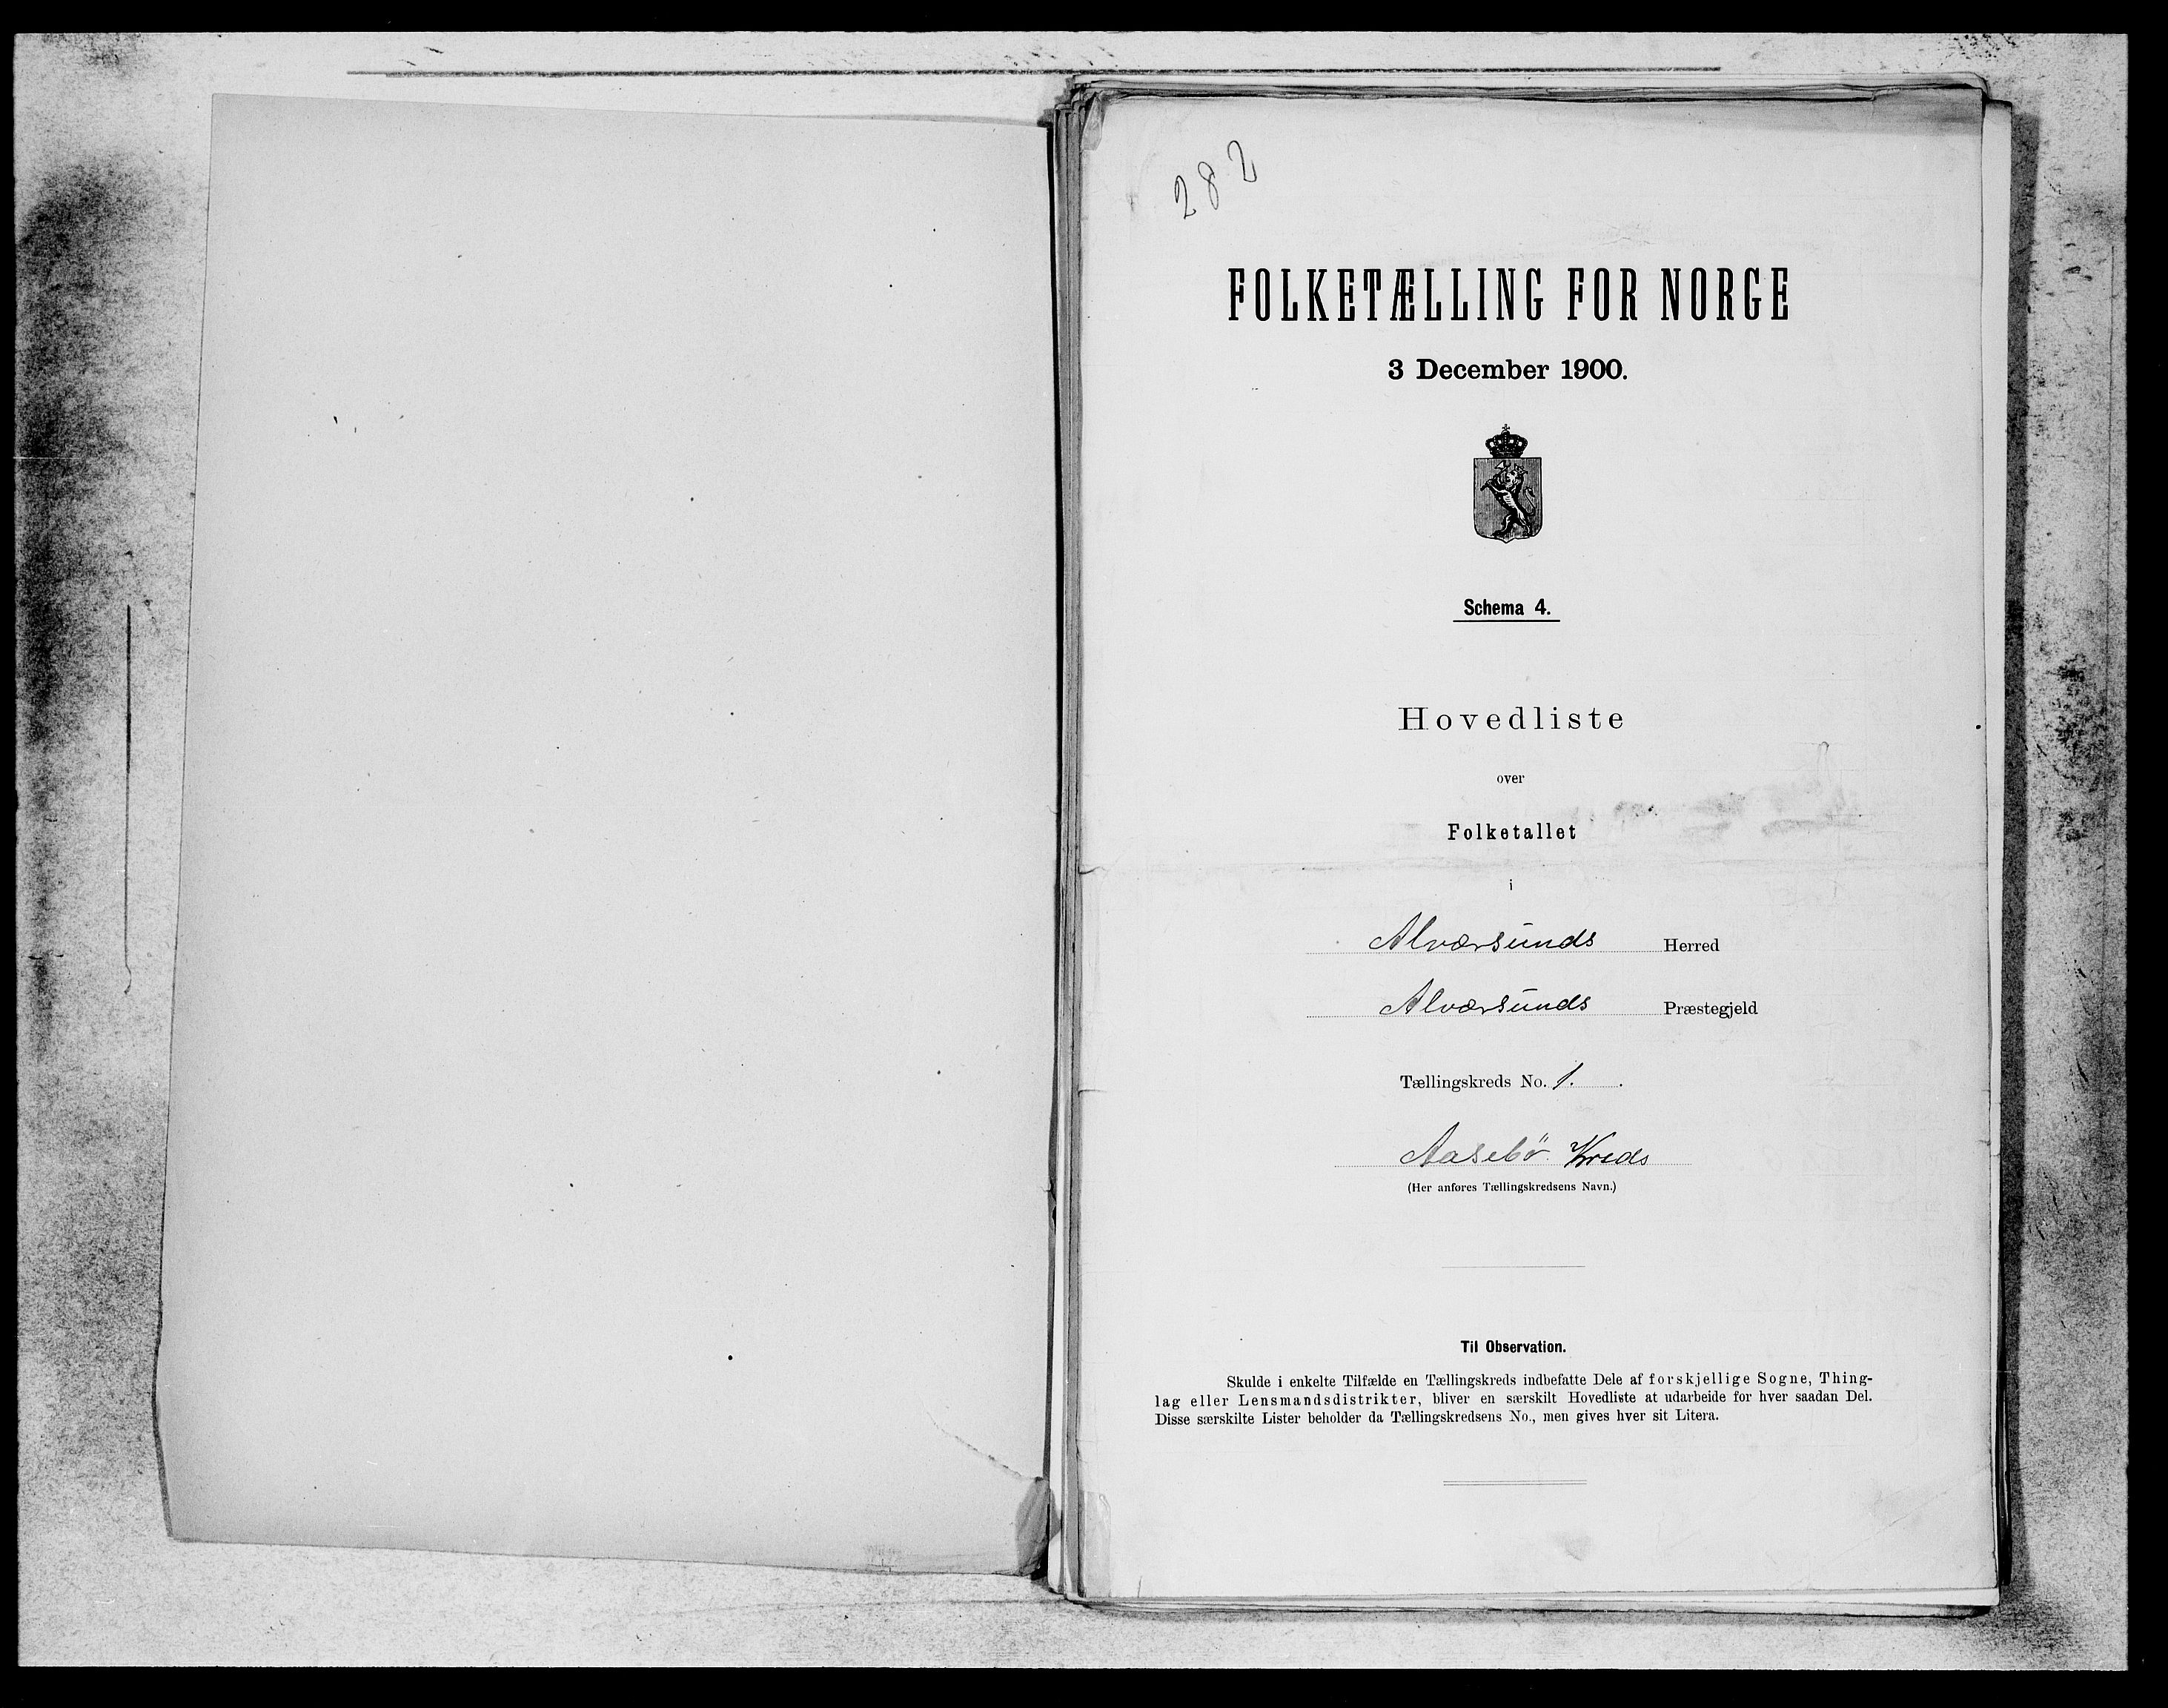 282
FOLKETÆLLING FOR NORGE
3 December 1900.
Schema 4.
Hovedliste
over
Folketallet
i
Alværsunds Herred
Alværsunds Præstegjeld
Tællingskreds No. 1. .
Aasebö Kreds
(Her anføres Tællingskredsens Navn.)
Til Observation.
Skulde i enkelte Tilfælde en Tællingskreds indbefatte Dele af forskjellige Sogne, Thing-
lag eller Lensmandsdistrikter, bliver en særskilt Hovedliste at udarbeide for hver saadan Del.
Disse særskilte Lister beholder da Tællingskredsens No., men gives hver sit Litera.